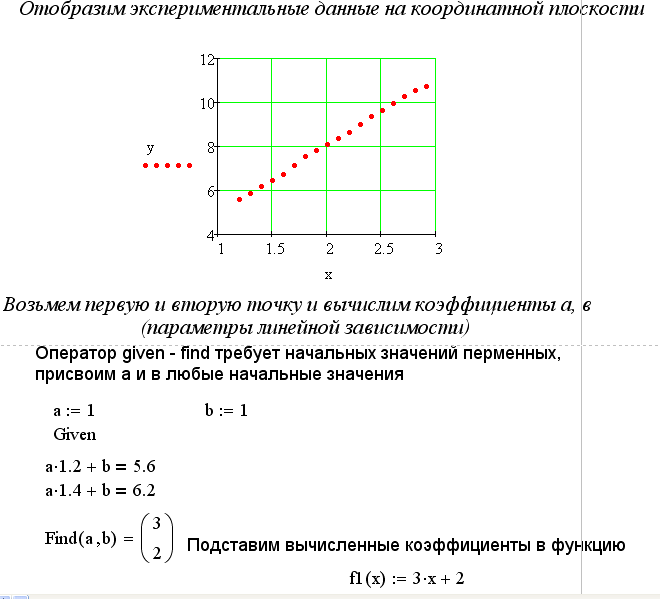 Отобразим экспериментальные данные на координатной плоскости
12
10
y
8
6
4
1 1.5 2 2.5 3
x
Возьмем первую и вторую точку и вычислим коэффициенты а, в
(параметры линейной зависимости)
Оператор given - find требует начальных значений перменных,
присвоим а и в любые начальные значения
a := 1 b := 1
Given
a·1.2 + b = 5.6
a·1.4 + b = 6.2
Find(a,b) = (3
2)
Подставим вычисленные коэффициенты в функцию
f1(x) := 3·x + 2